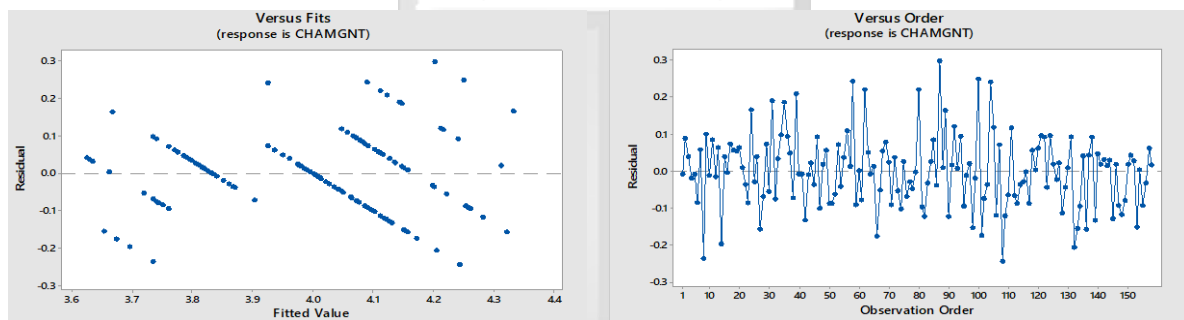 Versus Fits
(response is CHAMGNT)
0.3
0.2
0.1
0.0
-0.1
-0.2
-0.3
Residual
3.6 3.7 3.8 3.9 4.0 4.1 4.2 4.3 4.4
Fitted Value
Versus Order
(response is CHAMGNT)
0.3
0.2
0.1
0.0
-0.1
-0.2
-0.3
Residual
1 10 20 30 40 50 60 70 80 90 100 110 120 130 140 150
Observation Order